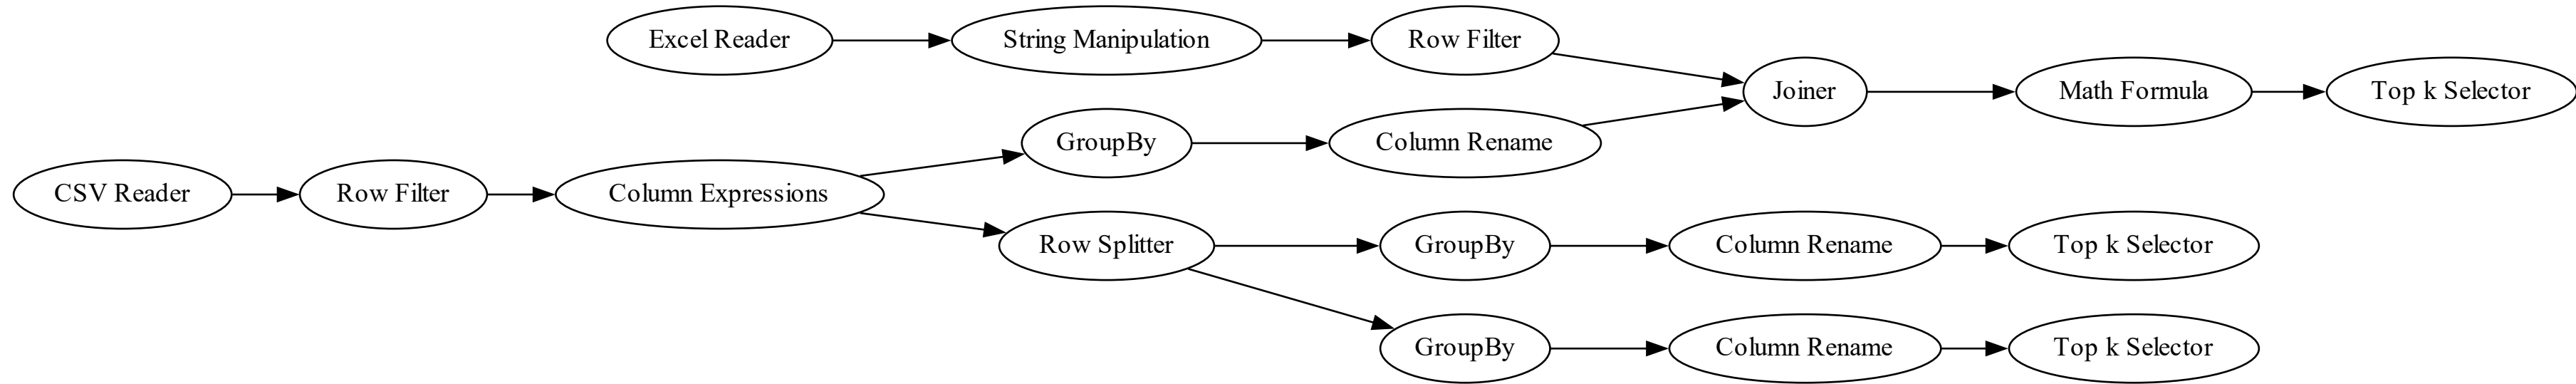 Excel Reader
String Manipulation
Row Filter
Joiner
Math Formula
Top k Selector
GroupBy
Column Rename
CSV Reader
Row Filter
Column Expressions
Row Splitter
GroupBy
Column Rename
Top k Selector
GroupBy
Column Rename
Top k Selector